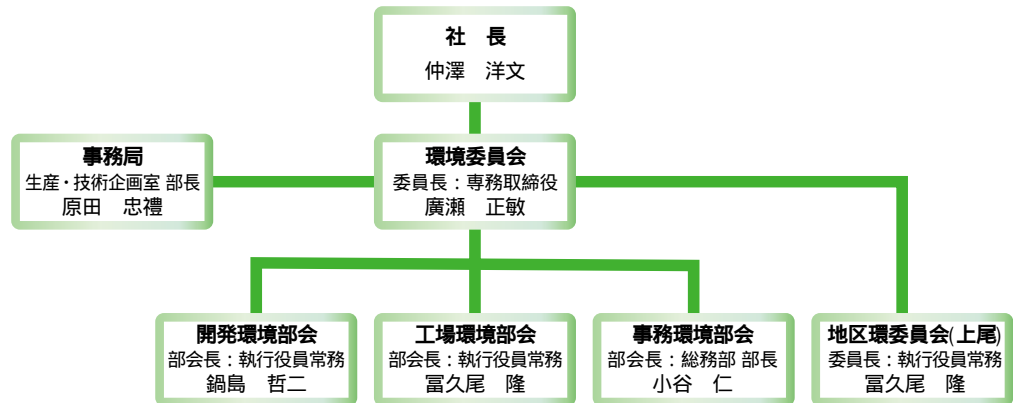 社　長
仲澤　洋文
事務局
生産・技術企画室 部長
原田　忠禮
環境委員会
委員長：専務取締役
廣瀬　正敏
開発環境部会
部会長：執行役員常務
鍋島　哲二
工場環境部会
部会長：執行役員常務
冨久尾　隆
事務環境部会
部会長：総務部 部長
小谷　仁
地区環委員会(上尾)
委員長：執行役員常務
冨久尾　隆